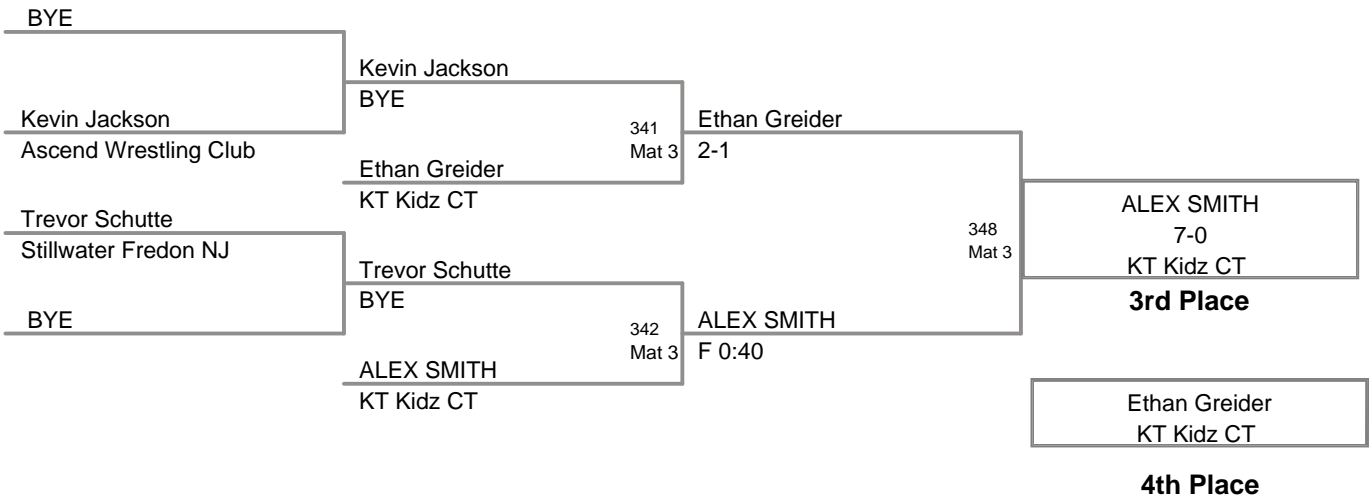 BYE
Kevin Jackson
BYE
Kevin Jackson
Ascend Wrestling Club
341
Mat 3
Ethan Greider
2-1
Ethan Greider
KT Kidz CT
Trevor Schutte
Stillwater Fredon NJ
348
Mat 3
ALEX SMITH
7-0
KT Kidz CT
3rd Place
Trevor Schutte
BYE
BYE
342
Mat 3
ALEX SMITH
F 0:40
ALEX SMITH
KT Kidz CT
Ethan Greider
KT Kidz CT
4th Place